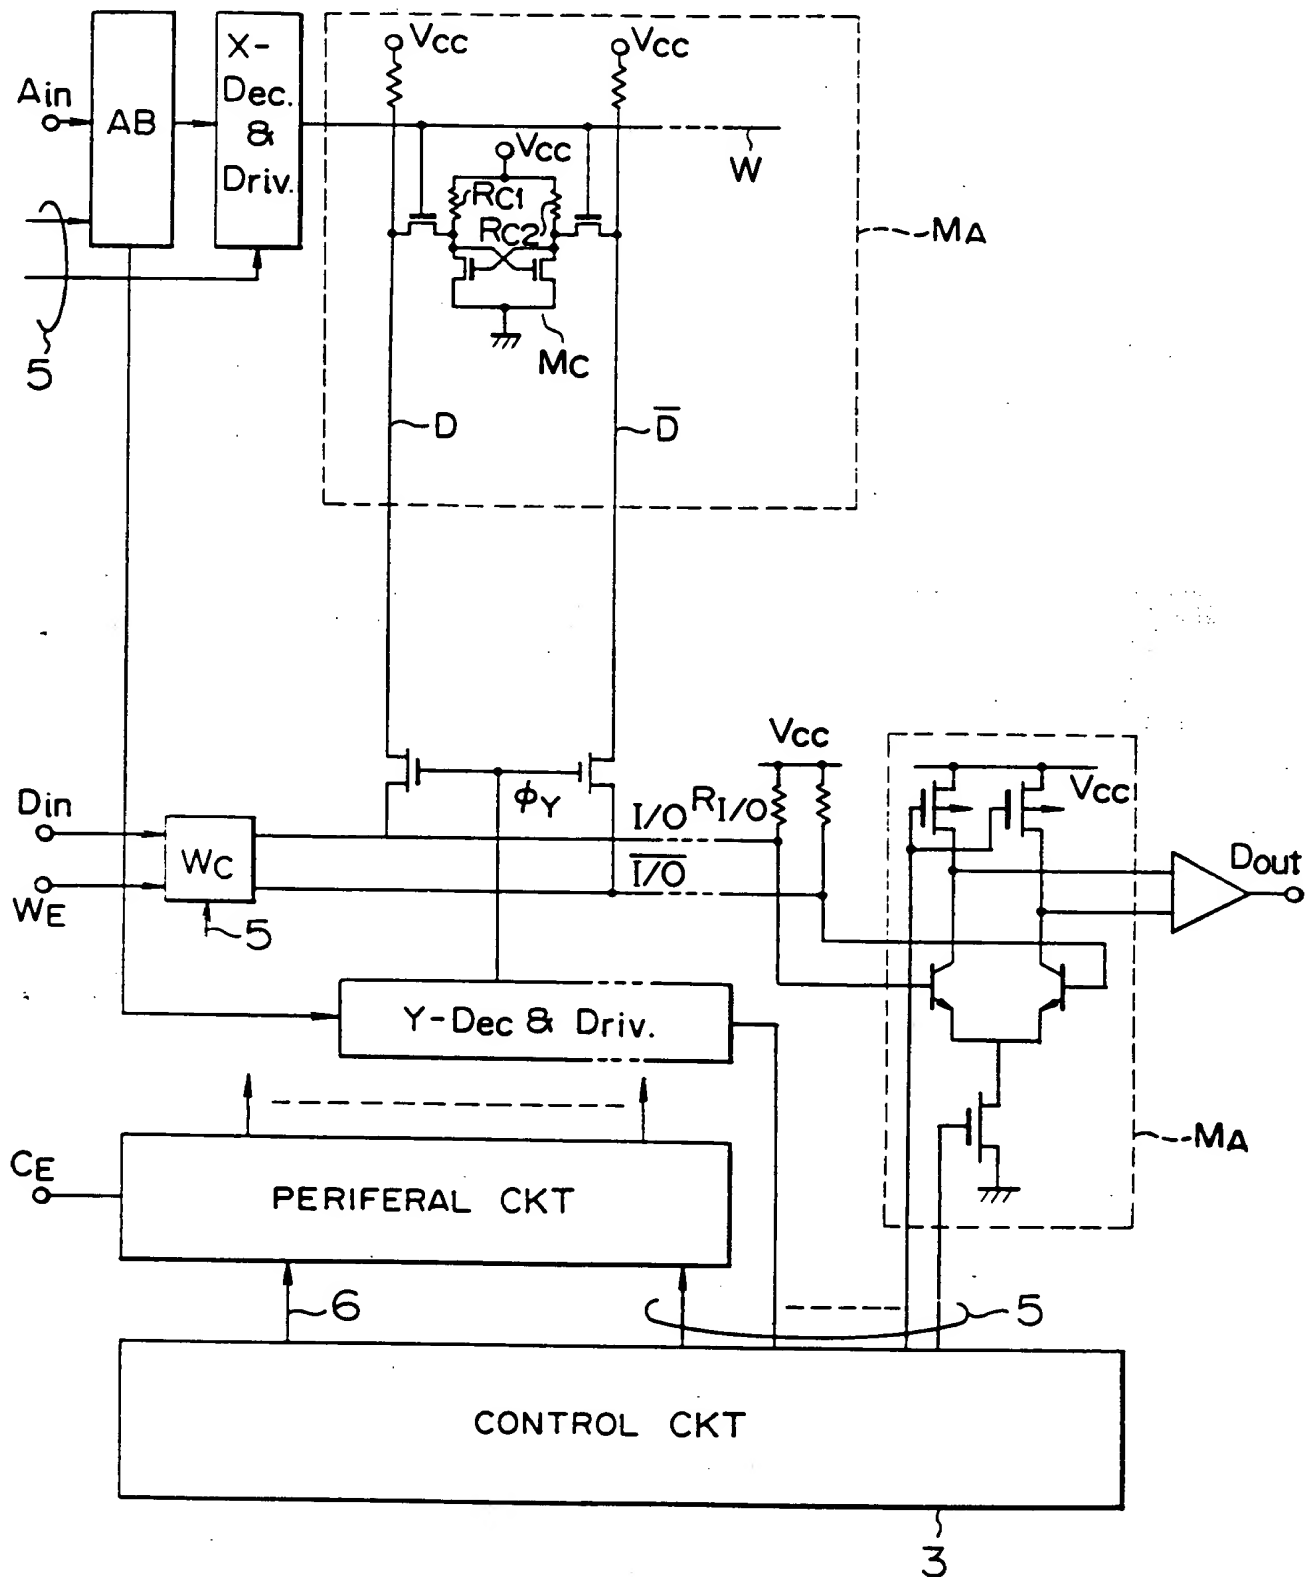 Vcc
Vcc
X-
Dec.
&
Driv.
Ain
AB
Vcc
W
RC1
RC2
MA
5
MC
D
D̅
Vcc
Vcc
Din
ϕY
I/O
RI/O
WC
I̅/̅O̅
Dout
WE
5
Y-Dec & Driv.
MA
CE
PERIFERAL CKT
6
5
CONTROL CKT
3